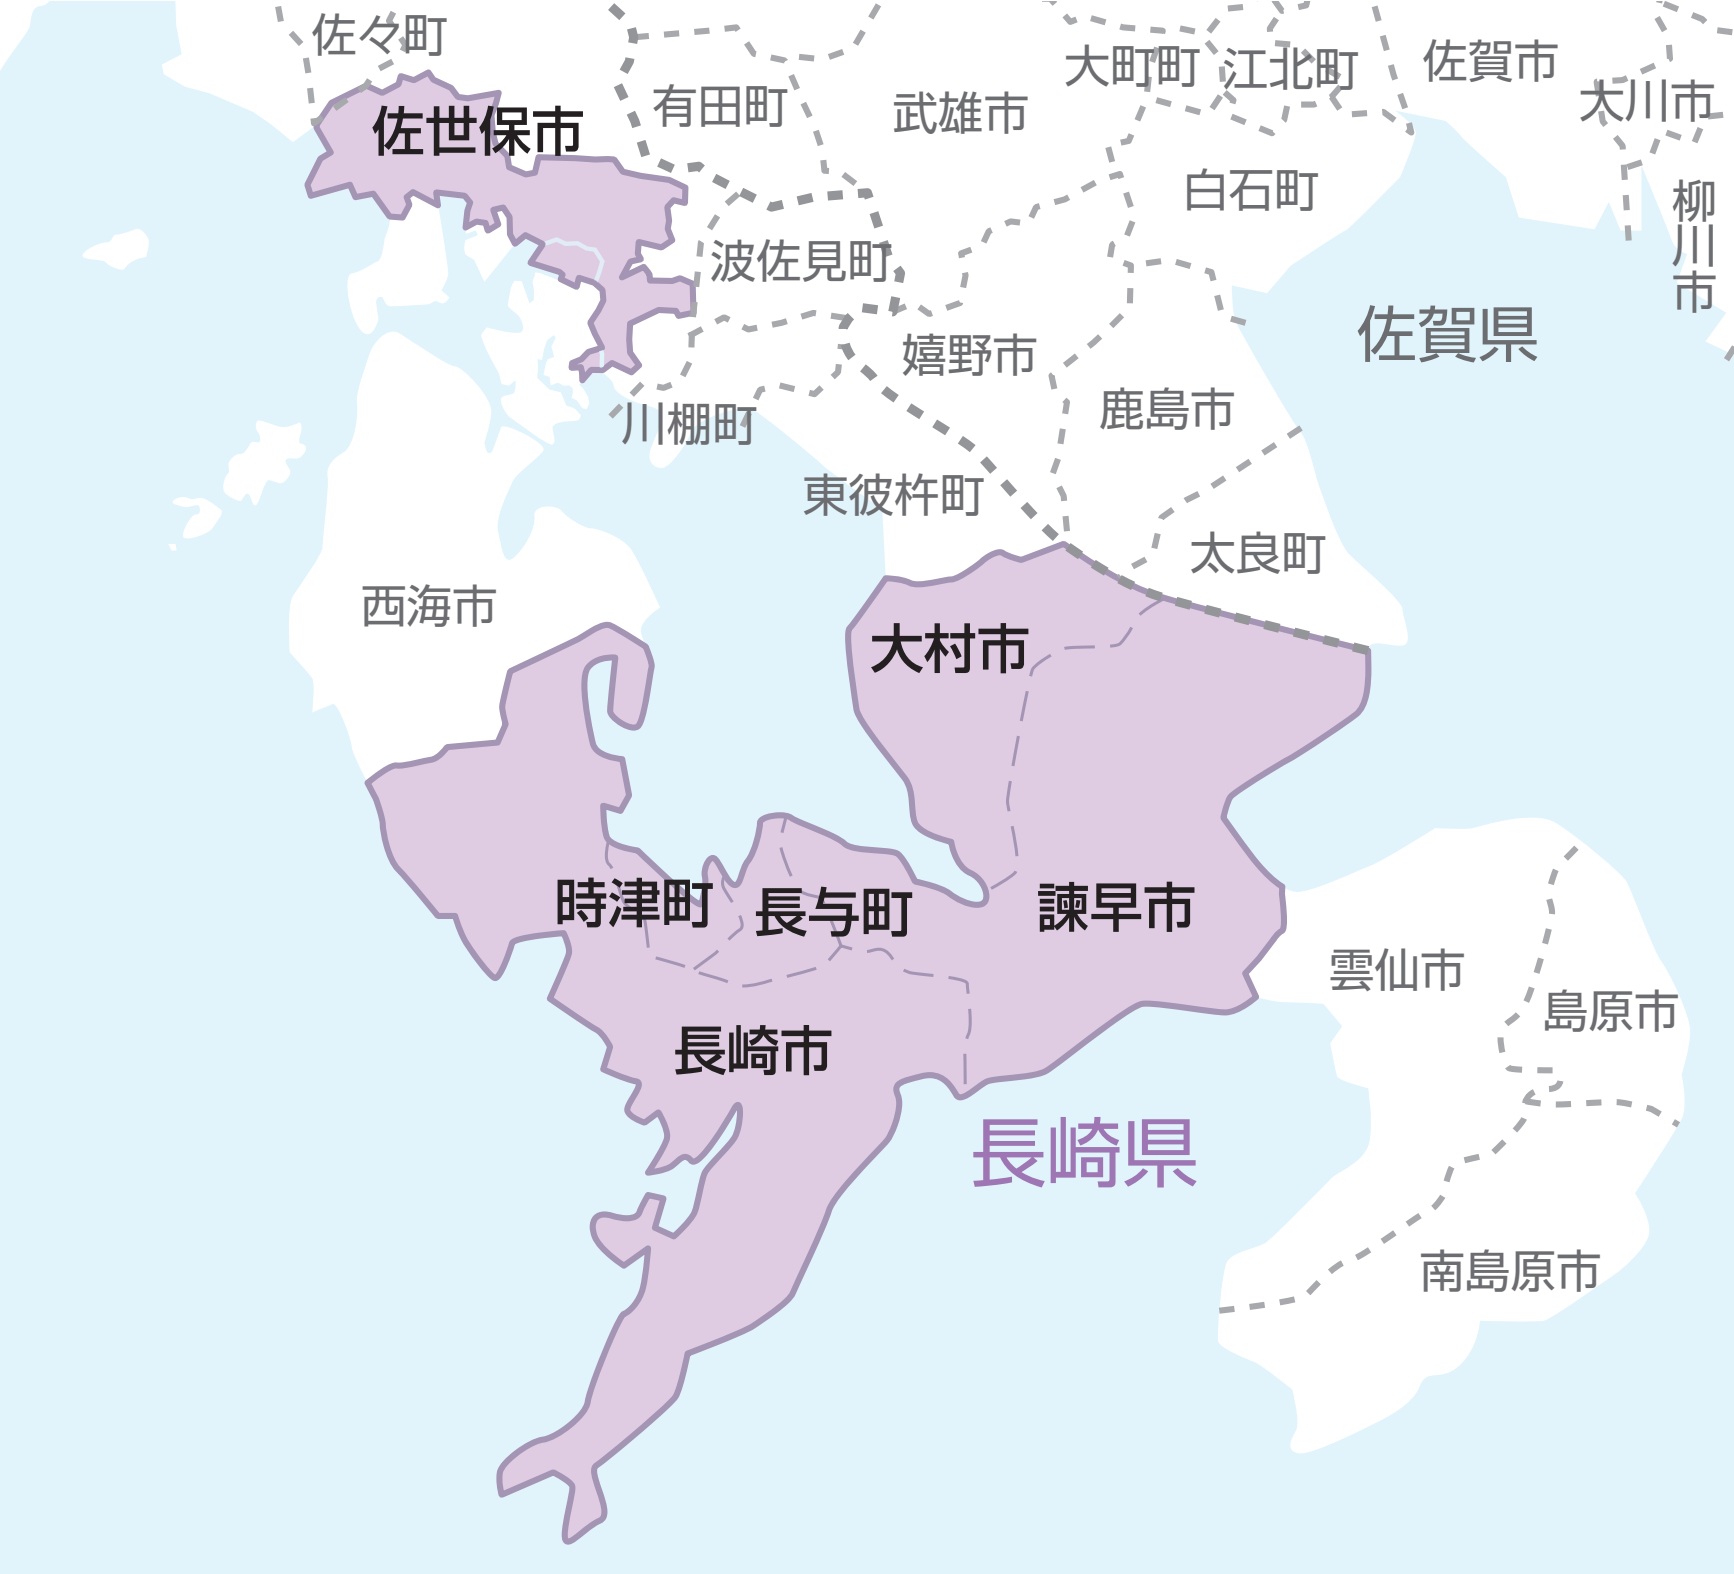 佐々町
大町町
江北町
佐賀市
大川市
有田町
武雄市
佐世保市
白石町
柳川市
波佐見町
佐賀県
嬉野市
鹿島市
川棚町
東彼杵町
太良町
西海市
大村市
時津町
長与町
諫早市
雲仙市
島原市
長崎市
長崎県
南島原市